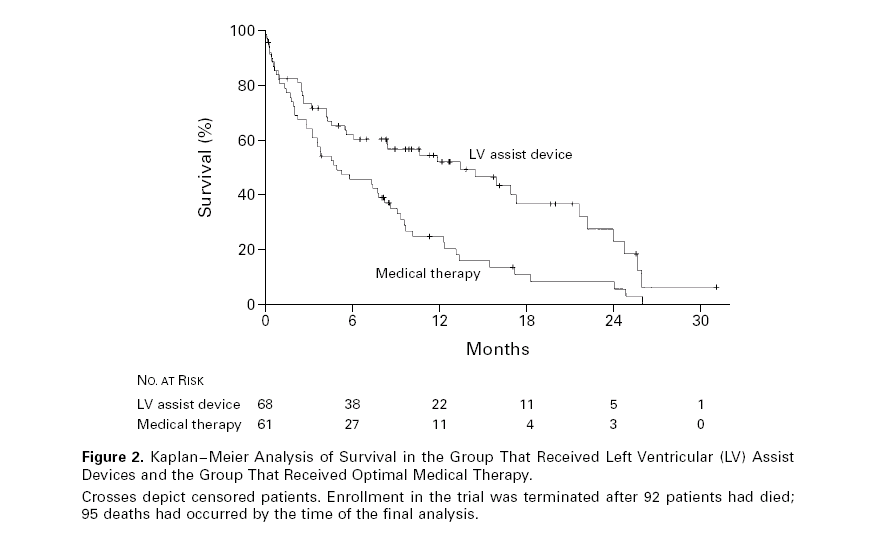 100
80
60
40
20
0
Survival (%)
LV assist device
Medical therapy
0 6 12 18 24 30
Months
No. at Risk
LV assist device 68 38 22 11 5 1
Medical therapy 61 27 11 4 3 0
Figure 2. Kaplan–Meier Analysis of Survival in the Group That Received Left Ventricular (LV) Assist
Devices and the Group That Received Optimal Medical Therapy.
Crosses depict censored patients. Enrollment in the trial was terminated after 92 patients had died;
95 deaths had occurred by the time of the final analysis.